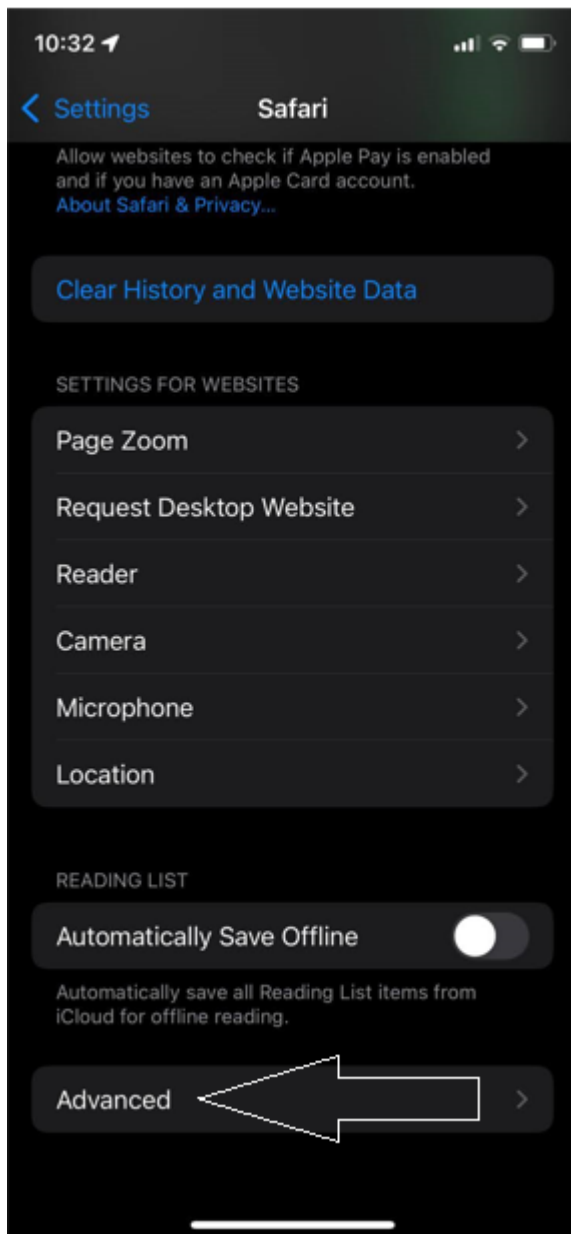 10:32
Settings
Safari
Allow websites to check if Apple Pay is enabled
and if you have an Apple Card account.
About Safari & Privacy...
Clear History and Website Data
SETTINGS FOR WEBSITES
Page Zoom
Request Desktop Website
Reader
Camera
Microphone
Location
READING LIST
Automatically Save Offline
Automatically save all Reading List items from
iCloud for offline reading.
Advanced